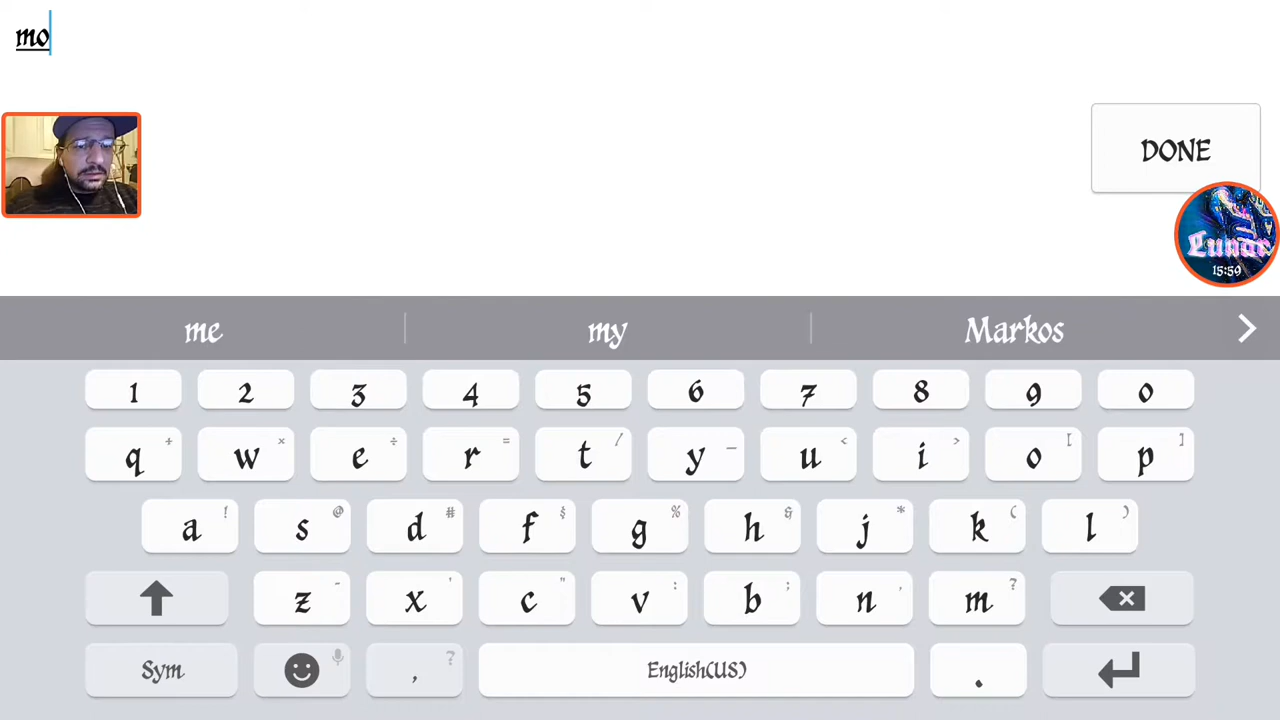 mo
DONE
Lunar
15:59
me my Markos
1 2 3 4 5 6 7 8 9 0
q + w × e ÷ r = t / y _ u < i > o [ p ]
a ! s @ d # f $ g % h & j * k ( l )
z - x ' c " v : b ; n , m ?
Sym , ? English(US) .